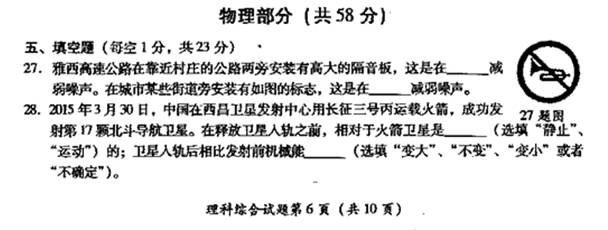 物理部分（共58分）
五、填空题（每空1分，共23分）
27．雅西高速公路在靠近村庄的公路两旁安装有高大的隔音板，这是在______减
弱噪声。在城市某些街道旁安装有如图的标志，这是在______减弱噪声。
28．2015年3月30日，中国在西昌卫星发射中心用长征三号丙运载火箭，成功发
27题图
射第17颗北斗导航卫星。在释放卫星入轨之前，相对于火箭卫星是______（选填“静止”、
“运动”）的；卫星入轨后相比发射前机械能______（选填“变大”、“不变”、“变小”或者
“不确定”）。
理科综合试题第6页（共10页）